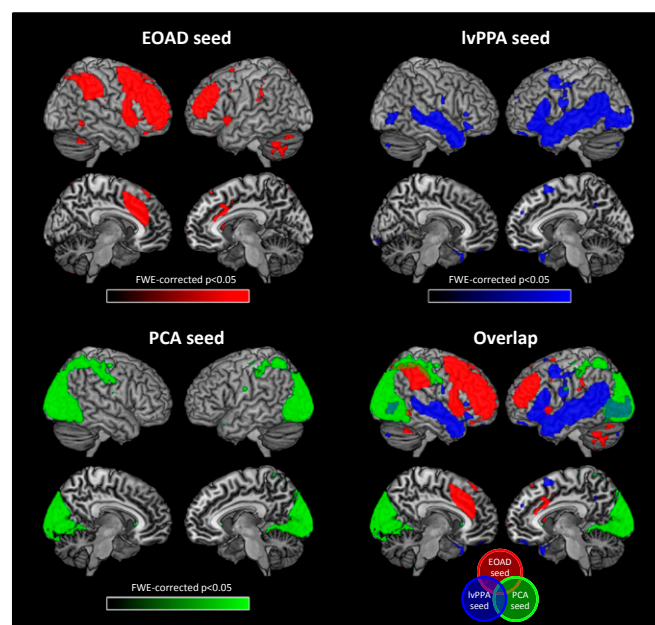 EOAD seed
lvPPA seed
FWE-corrected p<0.05
FWE-corrected p<0.05
PCA seed
Overlap
FWE-corrected p<0.05
EOAD
seed
lvPPA
seed
PCA
seed